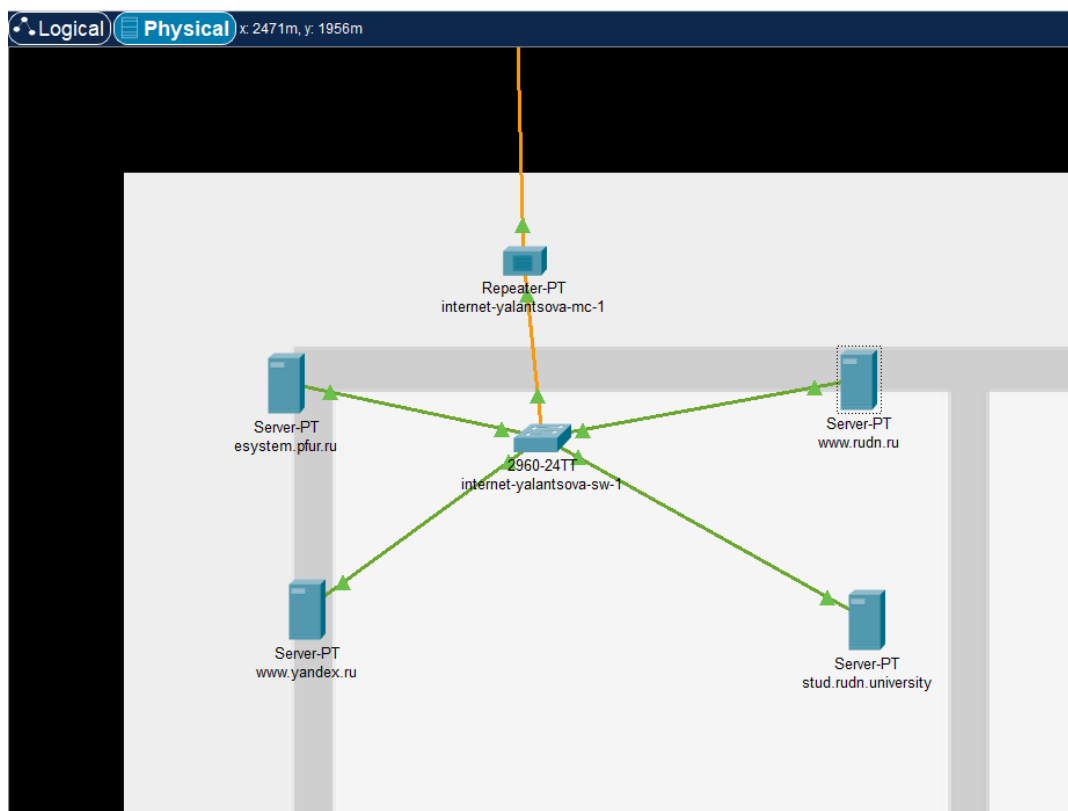 Logical Physical x: 2471m, y: 1956m
Repeater-PT
internet-yalantsova-mc-1
Server-PT
esystem.pfur.ru
Server-PT
www.rudn.ru
2960-24TT
internet-yalantsova-sw-1
Server-PT
www.yandex.ru
Server-PT
stud.rudn.university